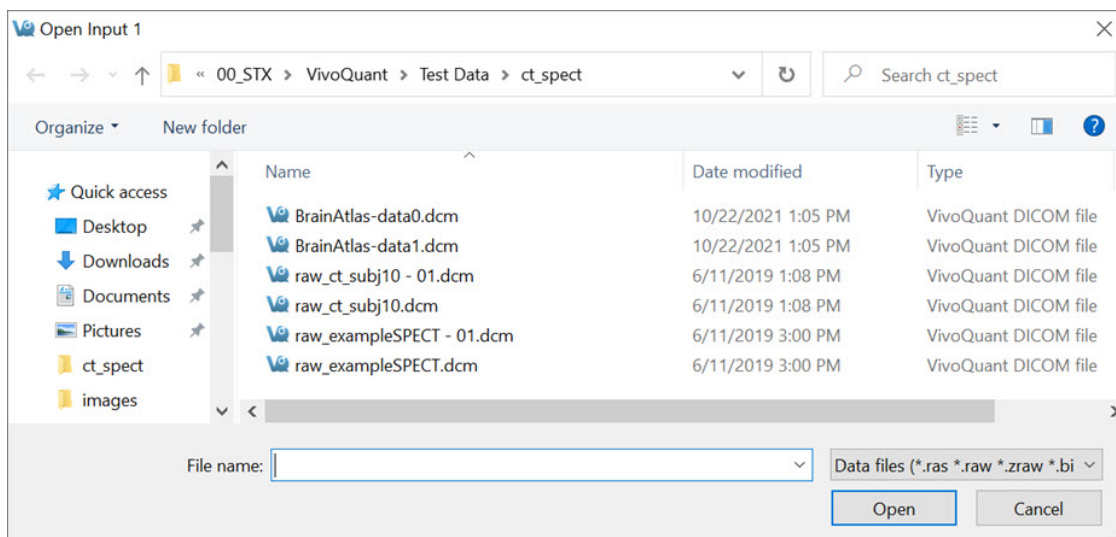 Open Input 1
« 00_STX > VivoQuant > Test Data > ct_spect
Search ct_spect
Organize
New folder
Name Date modified Type
Quick access
Desktop
Downloads
Documents
Pictures
ct_spect
images
BrainAtlas-data0.dcm 10/22/2021 1:05 PM VivoQuant DICOM file
BrainAtlas-data1.dcm 10/22/2021 1:05 PM VivoQuant DICOM file
raw_ct_subj10 - 01.dcm 6/11/2019 1:08 PM VivoQuant DICOM file
raw_ct_subj10.dcm 6/11/2019 1:08 PM VivoQuant DICOM file
raw_exampleSPECT - 01.dcm 6/11/2019 3:00 PM VivoQuant DICOM file
raw_exampleSPECT.dcm 6/11/2019 3:00 PM VivoQuant DICOM file
File name:
Data files (*.ras *.raw *.zraw *.bi
Open
Cancel